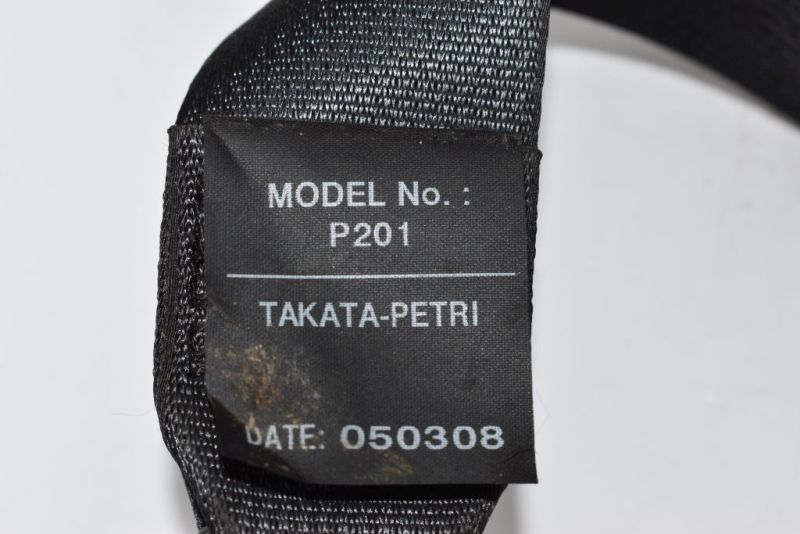 MODEL No. :
P201
TAKATA-PETRI
DATE: 050308